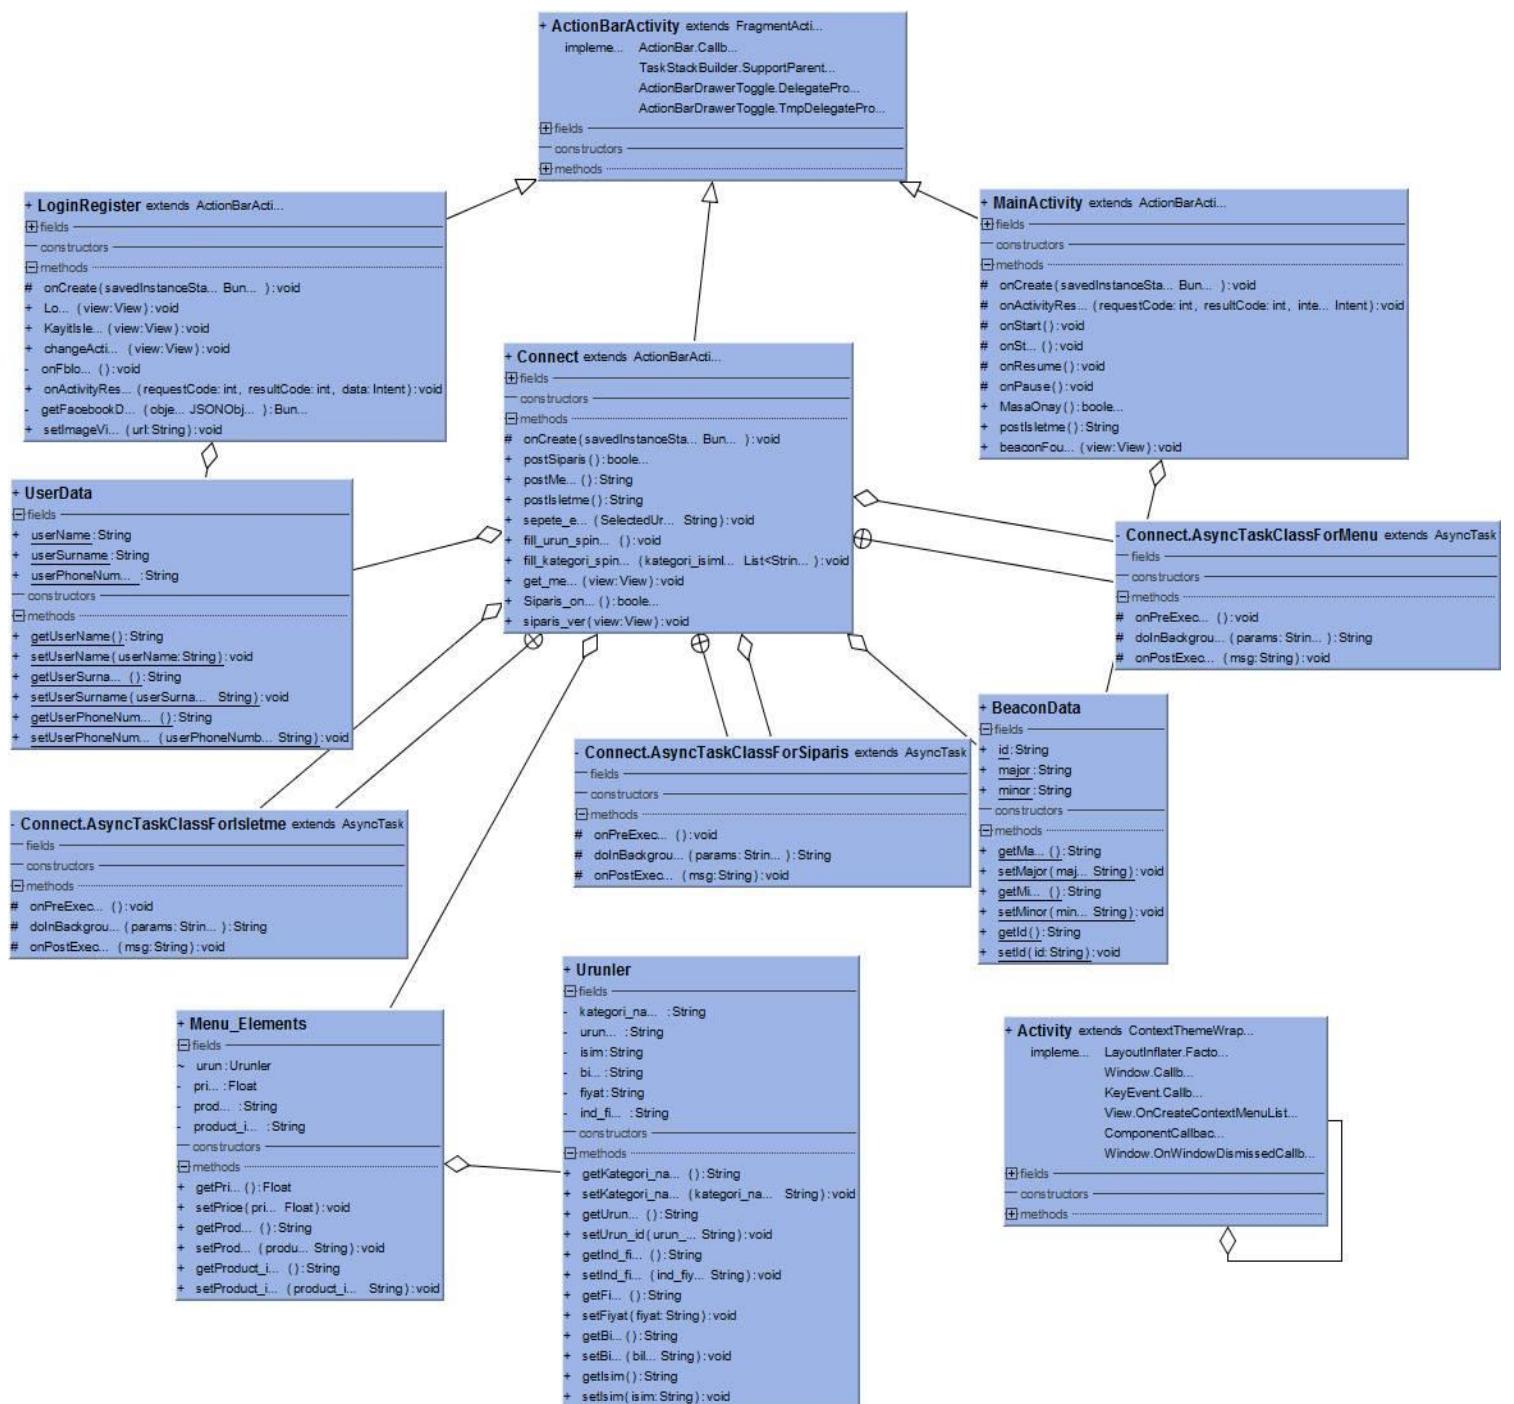 + ActionBarActivity extends FragmentActi...
impleme... ActionBar.Callb...
TaskStackBuilder.SupportParent...
ActionBarDrawerToggle.DelegatePro...
ActionBarDrawerToggle.TmpDelegatePro...
fields
constructors
methods
+ LoginRegister extends ActionBarActi...
fields
constructors
methods
# onCreate(savedInstanceSta... Bun... ):void
+ Lo... (view:View):void
+ KayitIsle... (view:View):void
+ changeActi... (view:View):void
- onFblo... ():void
+ onActivityRes... (requestCode:int, resultCode:int, data:Intent):void
- getFacebookD... (obje... JSONObj... ):Bun...
+ setImageVi... (url:String):void
+ MainActivity extends ActionBarActi...
fields
constructors
methods
# onCreate(savedInstanceSta... Bun... ):void
# onActivityRes... (requestCode:int, resultCode:int, inte... Intent):void
# onStart():void
# onSt... ():void
# onResume():void
# onPause():void
+ MasaOnay():boole...
+ postIsletme():String
+ beaconFou... (view:View):void
+ Connect extends ActionBarActi...
fields
constructors
methods
# onCreate(savedInstanceSta... Bun... ):void
+ postSiparis():boole...
+ postMe... ():String
+ postIsletme():String
+ sepete_e... (SelectedUr... String):void
+ fill_urun_spin... ():void
+ fill_kategori_spin... (kategori_isiml... List<Strin... ):void
+ get_me... (view:View):void
+ Siparis_on... ():boole...
+ siparis_ver(view:View):void
+ UserData
fields
+ userName:String
+ userSurname:String
+ userPhoneNum... :String
constructors
methods
+ getUserName():String
+ setUserName(userName:String):void
+ getUserSurna... ():String
+ setUserSurname(userSurna... String):void
+ getUserPhoneNum... ():String
+ setUserPhoneNum... (userPhoneNumb... String):void
- Connect.AsyncTaskClassForMenu extends AsyncTask
fields
constructors
methods
# onPreExec... ():void
# doInBackgrou... (params:Strin... ):String
# onPostExec... (msg:String):void
+ BeaconData
fields
+ id:String
+ major:String
+ minor:String
constructors
methods
+ getMa... ():String
+ setMajor(maj... String):void
+ getMi... ():String
+ setMinor(min... String):void
+ getId():String
+ setId(id:String):void
- Connect.AsyncTaskClassForSiparis extends AsyncTask
fields
constructors
methods
# onPreExec... ():void
# doInBackgrou... (params:Strin... ):String
# onPostExec... (msg:String):void
- Connect.AsyncTaskClassForIsletme extends AsyncTask
fields
constructors
methods
# onPreExec... ():void
# doInBackgrou... (params:Strin... ):String
# onPostExec... (msg:String):void
+ Menu_Elements
fields
~ urun:Urunler
- pri... :Float
- prod... :String
- product_i... :String
constructors
methods
+ getPri... ():Float
+ setPrice(pri... Float):void
+ getProd... ():String
+ setProd... (produ... String):void
+ getProduct_i... ():String
+ setProduct_i... (product_i... String):void
+ Urunler
fields
- kategori_na... :String
- urun... :String
- isim:String
- bi... :String
- fiyat:String
- ind_fi... :String
constructors
methods
+ getKategori_na... ():String
+ setKategori_na... (kategori_na... String):void
+ getUrun... ():String
+ setUrun_id(urun_... String):void
+ getInd_fi... ():String
+ setInd_fi... (ind_fiy... String):void
+ getFi... ():String
+ setFiyat(fiyat:String):void
+ getBi... ():String
+ setBi... (bil... String):void
+ getIsim():String
+ setIsim(isim:String):void
+ Activity extends ContextThemeWrap...
impleme... LayoutInflater.Facto...
Window.Callb...
KeyEvent.Callb...
View.OnCreateContextMenuList...
ComponentCallbac...
Window.OnWindowDismissedCallb...
fields
constructors
methods